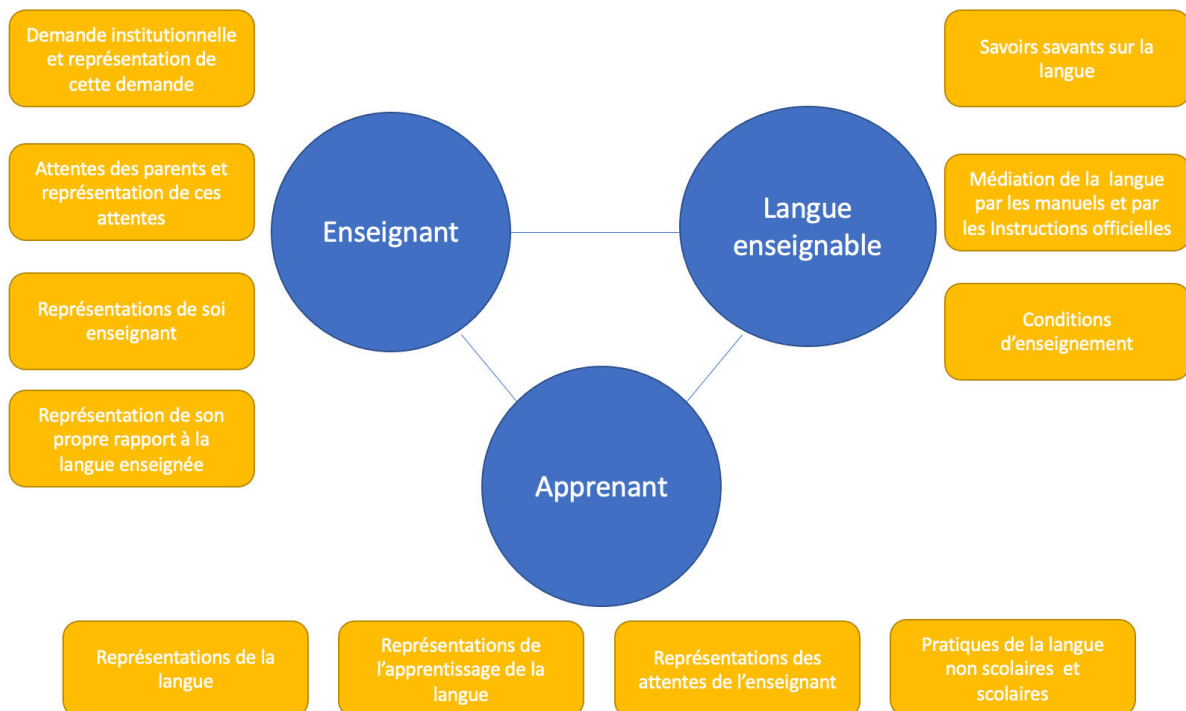 Demande institutionnelle
et représentation de
cette demande
Attentes des parents et
représentation de ces
attentes
Représentations de soi
enseignant
Représentation de son
propre rapport à la
langue enseignée
Enseignant
Langue
enseignable
Apprenant
Savoirs savants sur la
langue
Médiation de la langue
par les manuels et par
les Instructions officielles
Conditions
d’enseignement
Représentations de la
langue
Représentations de
l’apprentissage de la
langue
Représentations des
attentes de l’enseignant
Pratiques de la langue
non scolaires et
scolaires